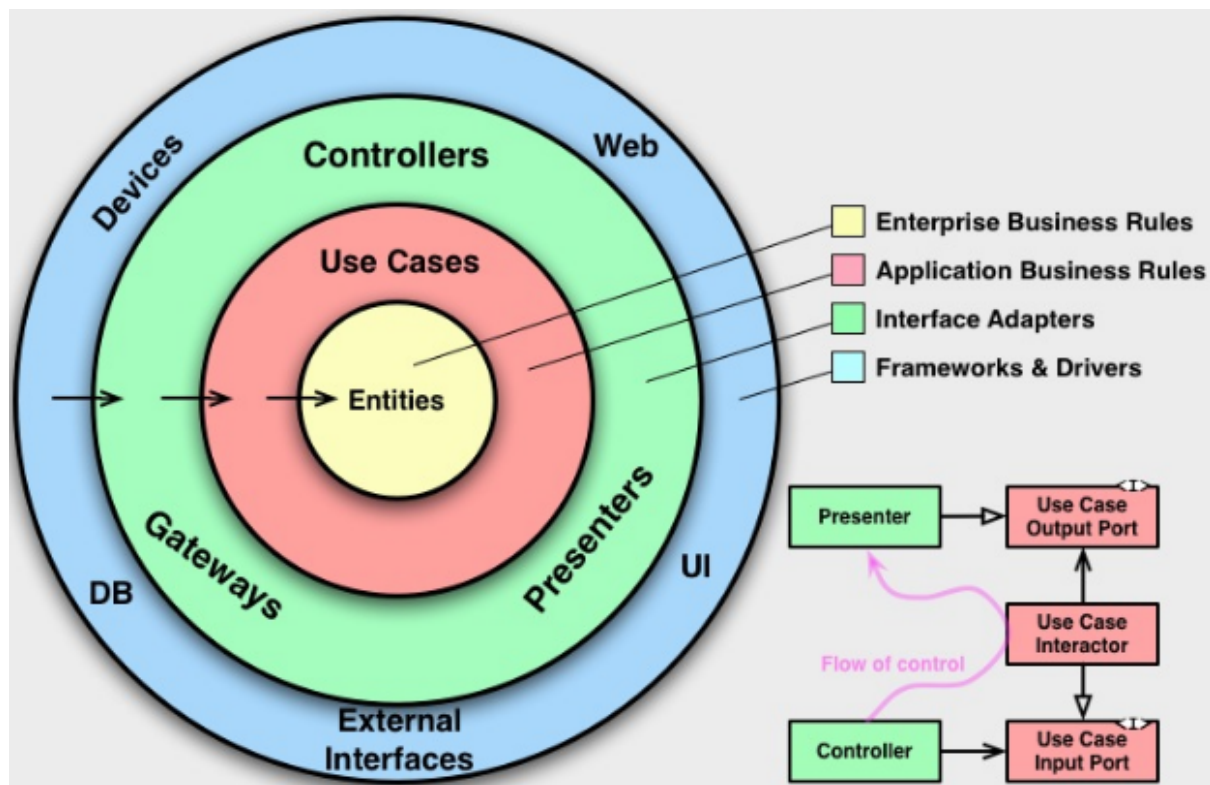 Devices
Controllers
Web
Use Cases
Entities
Gateways
Presenters
DB
UI
External
Interfaces
Enterprise Business Rules
Application Business Rules
Interface Adapters
Frameworks & Drivers
Presenter
<I>
Use Case
Output Port
Use Case
Interactor
Flow of control
Controller
<I>
Use Case
Input Port